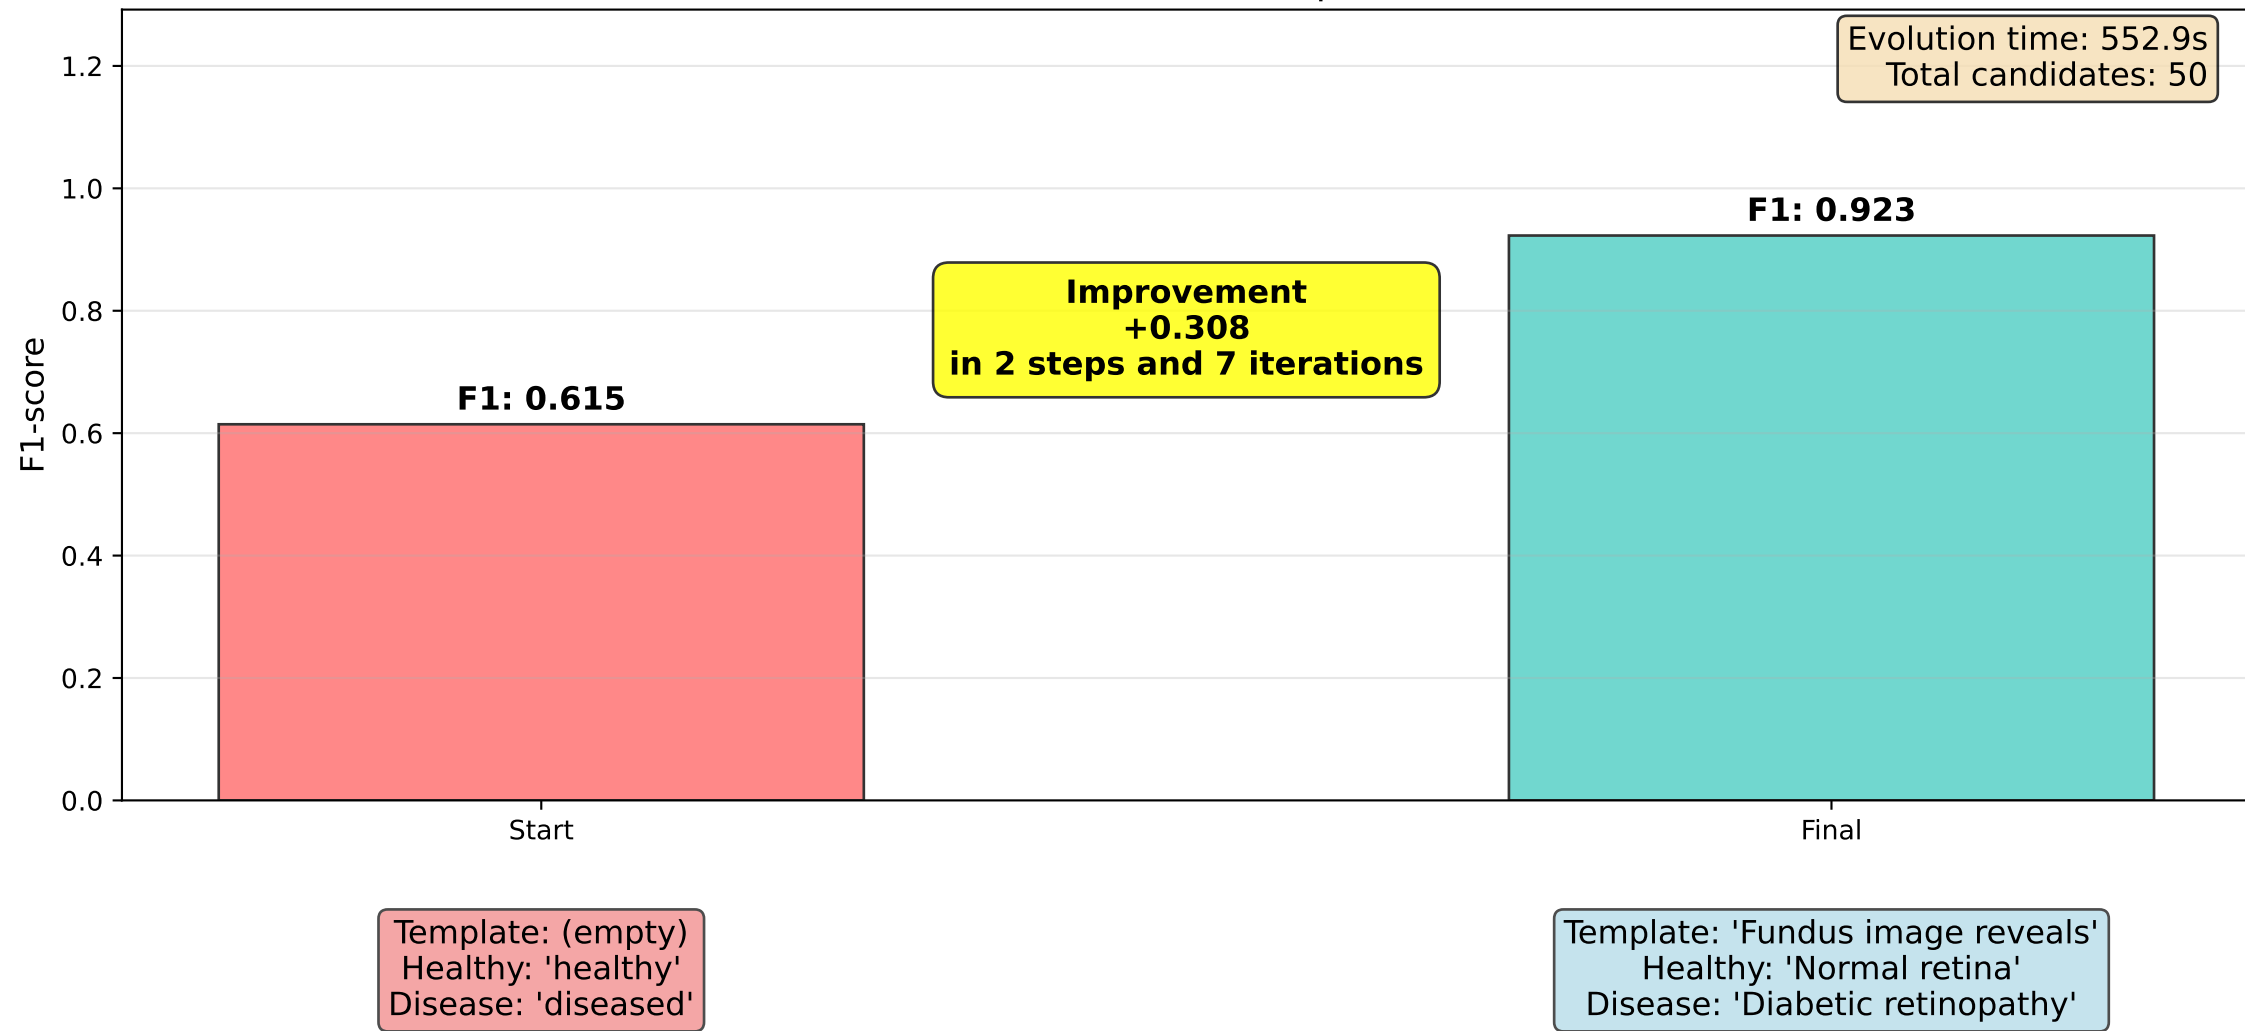 Evolution time: 552.9s
Total candidates: 50
1.2
1.0
0.8
0.6
0.4
0.2
0.0
F1-score
F1: 0.615
Improvement
+0.308
in 2 steps and 7 iterations
F1: 0.923
Start
Final
Template: (empty)
Healthy: 'healthy'
Disease: 'diseased'
Template: 'Fundus image reveals'
Healthy: 'Normal retina'
Disease: 'Diabetic retinopathy'